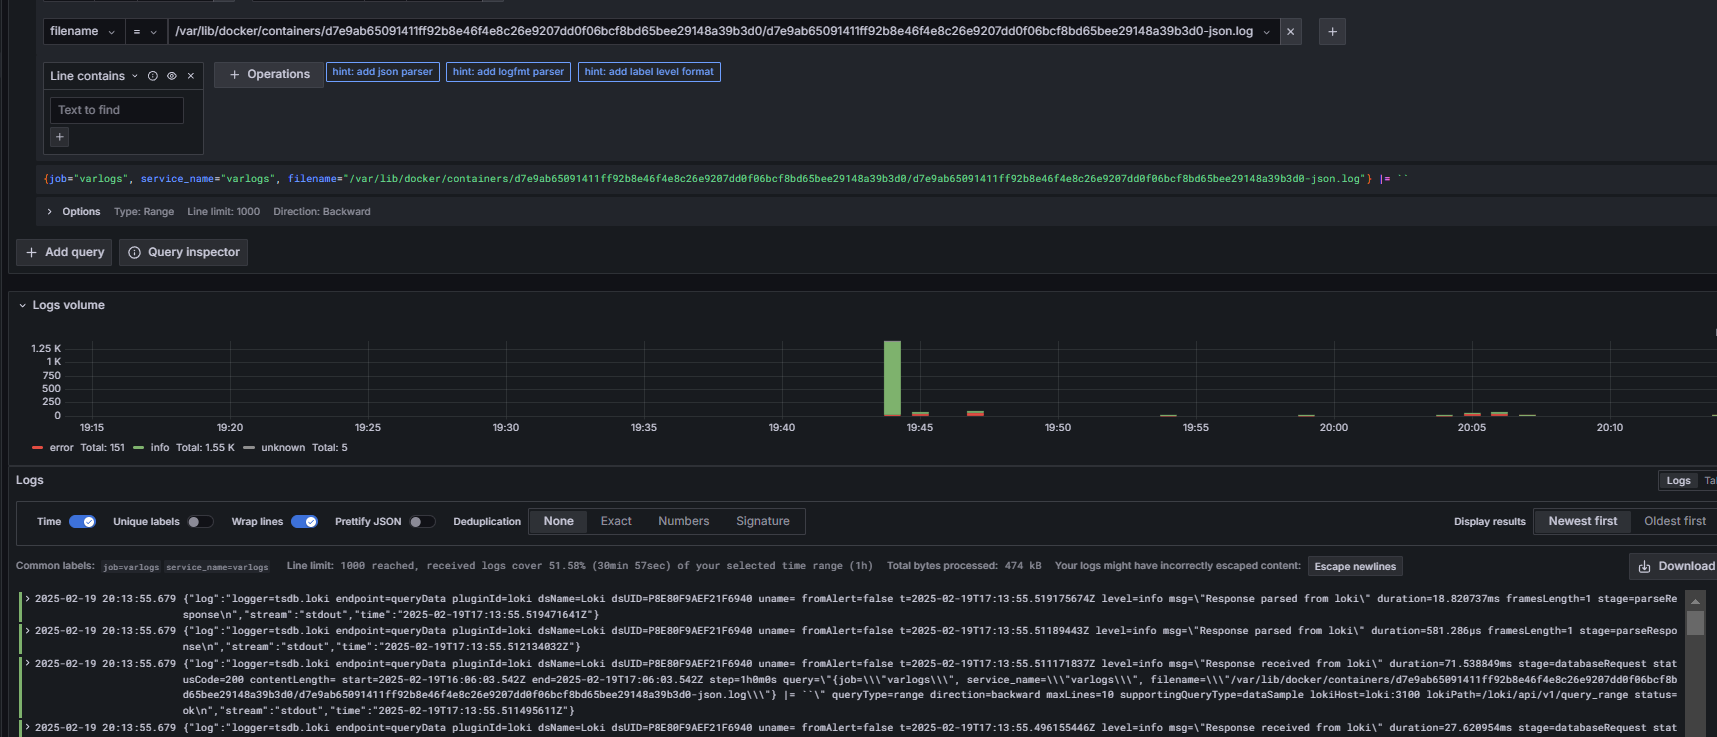 filename = /var/lib/docker/containers/d7e9ab65091411ff92b8e46f4e8c26e9207dd0f06bcf8bd65bee29148a39b3d0/d7e9ab65091411ff92b8e46f4e8c26e9207dd0f06bcf8bd65bee29148a39b3d0-json.log
Line contains
+ Operations hint: add json parser hint: add logfmt parser hint: add label level format
Text to find
{job="varlogs", service_name="varlogs", filename="/var/lib/docker/containers/d7e9ab65091411ff92b8e46f4e8c26e9207dd0f06bcf8bd65bee29148a39b3d0/d7e9ab65091411ff92b8e46f4e8c26e9207dd0f06bcf8bd65bee29148a39b3d0-json.log"} |= ``
Options Type: Range Line limit: 1000 Direction: Backward
+ Add query Query inspector
Logs volume
1.25 K
1 K
750
500
250
0
19:15 19:20 19:25 19:30 19:35 19:40 19:45 19:50 19:55 20:00 20:05 20:10
error Total: 151 info Total: 1.55 K unknown Total: 5
Logs
Logs Ta
Time Unique labels Wrap lines Prettify JSON Deduplication None Exact Numbers Signature
Display results Newest first Oldest first
Common labels: job=varlogs service_name=varlogs Line limit: 1000 reached, received logs cover 51.58% (30min 57sec) of your selected time range (1h) Total bytes processed: 474 kB Your logs might have incorrectly escaped content: Escape newlines
Download
2025-02-19 20:13:55.679 {"log":"logger=tsdb.loki endpoint=queryData pluginId=loki dsName=Loki dsUID=P8E80F9AEF21F6940 uname= fromAlert=false t=2025-02-19T17:13:55.519175674Z level=info msg=\"Response parsed from loki\" duration=18.820737ms framesLength=1 stage=parseRe
sponse\n","stream":"stdout","time":"2025-02-19T17:13:55.519471641Z"}
2025-02-19 20:13:55.679 {"log":"logger=tsdb.loki endpoint=queryData pluginId=loki dsName=Loki dsUID=P8E80F9AEF21F6940 uname= fromAlert=false t=2025-02-19T17:13:55.51189443Z level=info msg=\"Response parsed from loki\" duration=581.286µs framesLength=1 stage=parseRespo
nse\n","stream":"stdout","time":"2025-02-19T17:13:55.512134032Z"}
2025-02-19 20:13:55.679 {"log":"logger=tsdb.loki endpoint=queryData pluginId=loki dsName=Loki dsUID=P8E80F9AEF21F6940 uname= fromAlert=false t=2025-02-19T17:13:55.511171837Z level=info msg=\"Response received from loki\" duration=71.538849ms stage=databaseRequest stat
usCode=200 contentLength= start=2025-02-19T16:06:03.542Z end=2025-02-19T17:06:03.542Z step=1h0m0s query=\"{job=\\\"varlogs\\\", service_name=\\\"varlogs\\\", filename=\\\"/var/lib/docker/containers/d7e9ab65091411ff92b8e46f4e8c26e9207dd0f06bcf8b
d65bee29148a39b3d0/d7e9ab65091411ff92b8e46f4e8c26e9207dd0f06bcf8bd65bee29148a39b3d0-json.log\\\"} |= ``\" queryType=range direction=backward maxLines=10 supportingQueryType=dataSample lokiHost=loki:3100 lokiPath=/loki/api/v1/query_range status=
ok\n","stream":"stdout","time":"2025-02-19T17:13:55.511495611Z"}
2025-02-19 20:13:55.679 {"log":"logger=tsdb.loki endpoint=queryData pluginId=loki dsName=Loki dsUID=P8E80F9AEF21F6940 uname= fromAlert=false t=2025-02-19T17:13:55.496155446Z level=info msg=\"Response received from loki\" duration=27.620954ms stage=databaseRequest stat